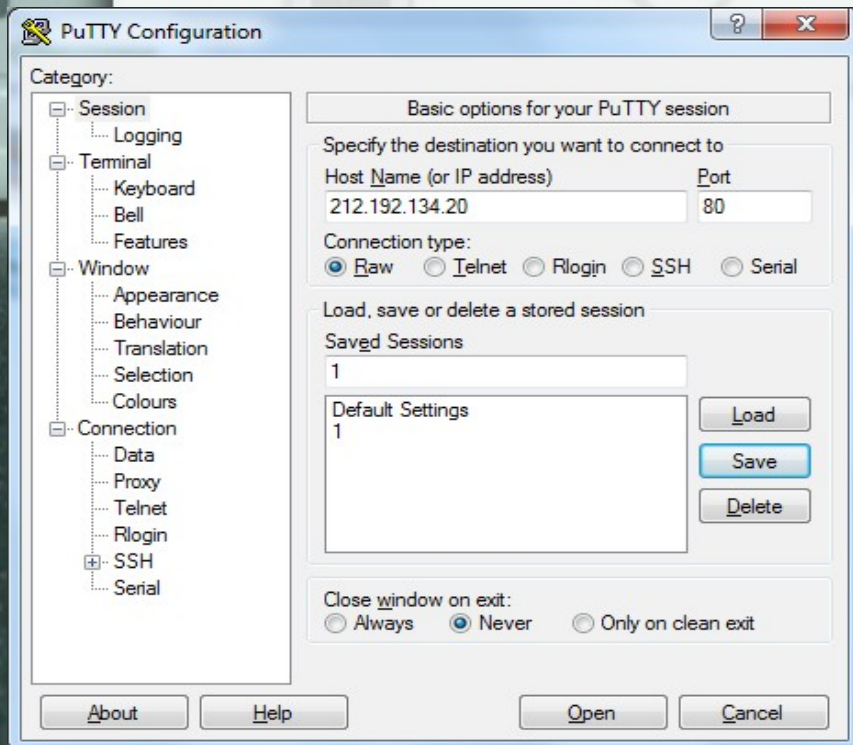 PuTTY Configuration
Category:
Session
Logging
Terminal
Keyboard
Bell
Features
Window
Appearance
Behaviour
Translation
Selection
Colours
Connection
Data
Proxy
Telnet
Rlogin
SSH
Serial
Basic options for your PuTTY session
Specify the destination you want to connect to
Host Name (or IP address) Port
212.192.134.20 80
Connection type:
Raw Telnet Rlogin SSH Serial
Load, save or delete a stored session
Saved Sessions
1
Default Settings
1
Load
Save
Delete
Close window on exit:
Always Never Only on clean exit
About Help Open Cancel